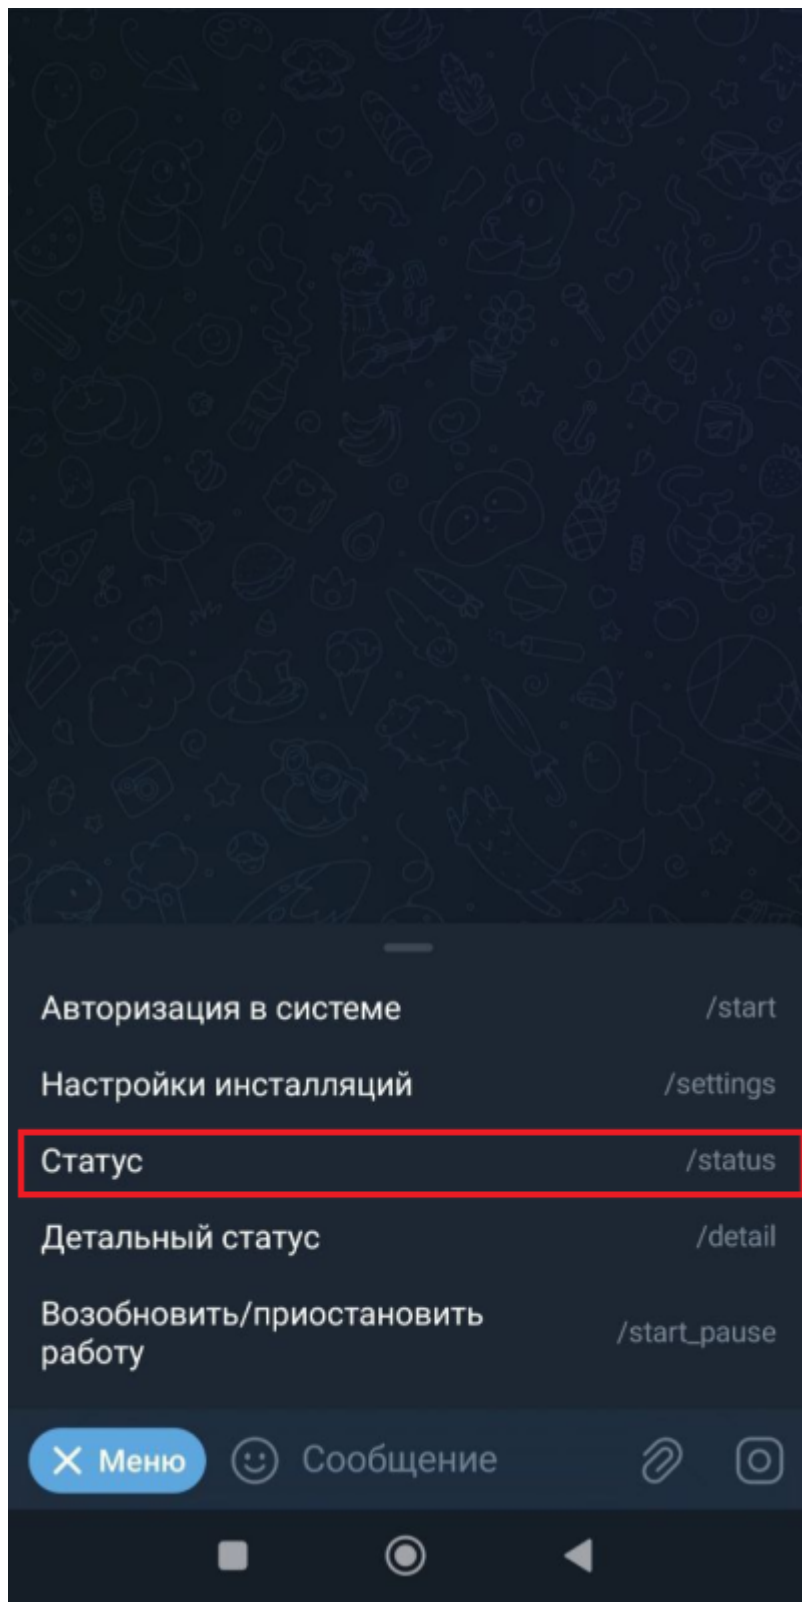 Авторизация в системе /start
Настройки инсталляций /settings
Статус /status
Детальный статус /detail
Возобновить/приостановить
работу /start_pause
Меню Сообщение